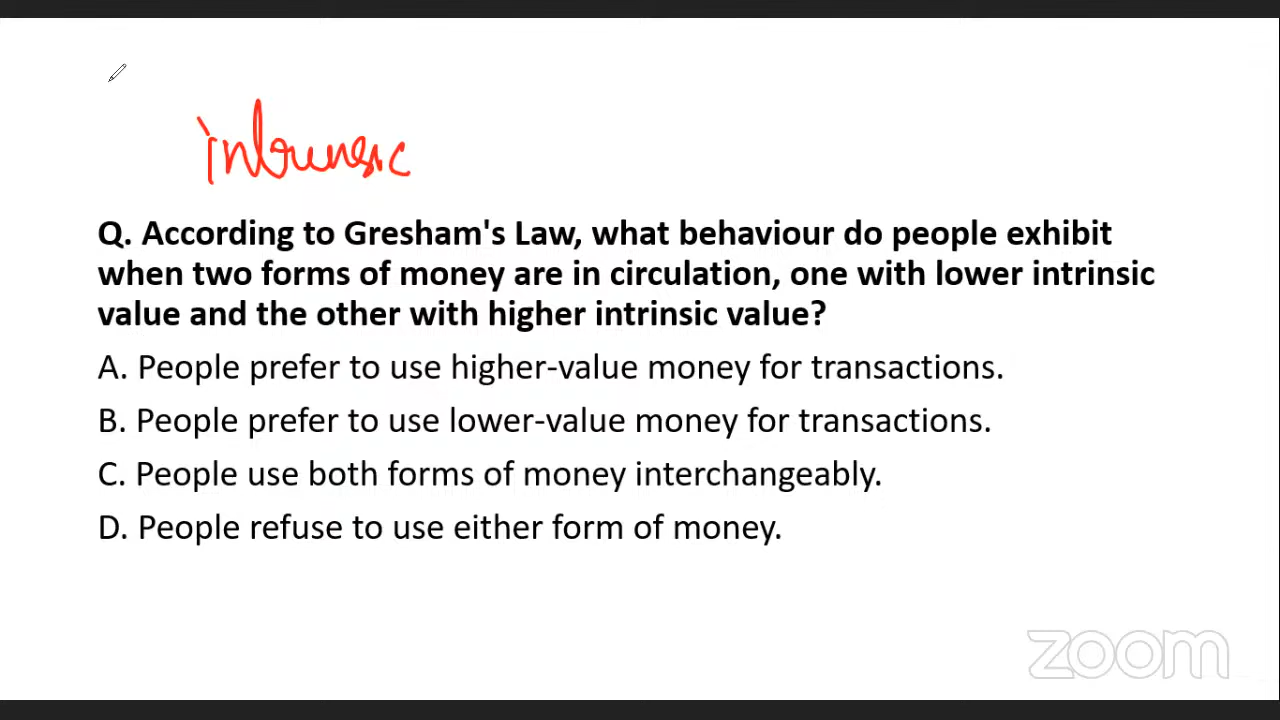 intrinsic
Q. According to Gresham's Law, what behaviour do people exhibit
when two forms of money are in circulation, one with lower intrinsic
value and the other with higher intrinsic value?
A. People prefer to use higher-value money for transactions.
B. People prefer to use lower-value money for transactions.
C. People use both forms of money interchangeably.
D. People refuse to use either form of money.
zoom